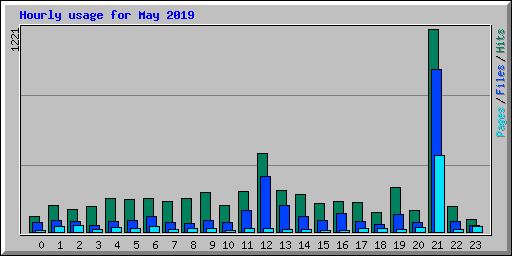 Hourly usage for May 2019
1221
Pages/Files/Hits
0 1 2 3 4 5 6 7 8 9 10 11 12 13 14 15 16 17 18 19 20 21 22 23